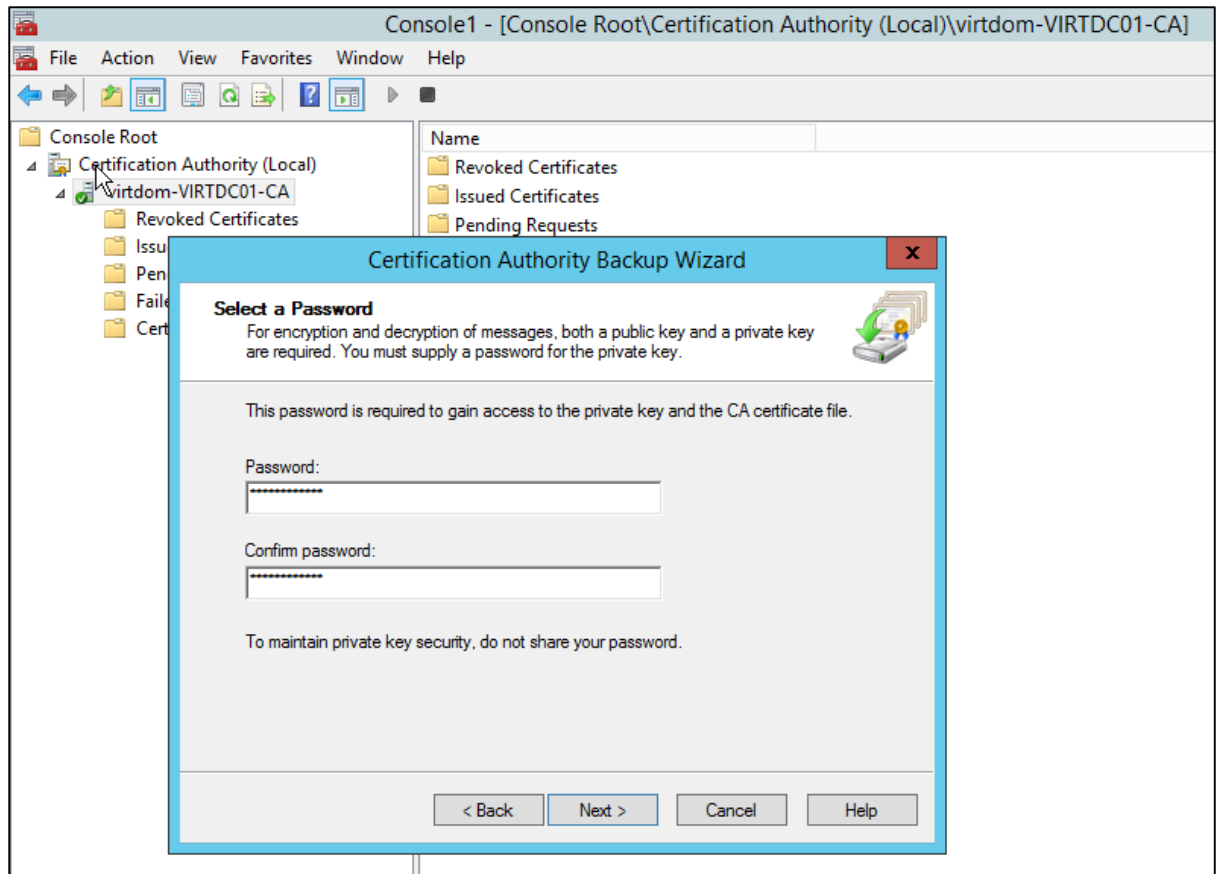 Console1 - [Console Root\Certification Authority (Local)\virtdom-VIRTDC01-CA]
File Action View Favorites Window Help
Console Root
Certification Authority (Local)
virtdom-VIRTDC01-CA
Revoked Certificates
Issu
Pen
Faile
Cert
Name
Revoked Certificates
Issued Certificates
Pending Requests
Certification Authority Backup Wizard
x
Select a Password
For encryption and decryption of messages, both a public key and a private key
are required. You must supply a password for the private key.
This password is required to gain access to the private key and the CA certificate file.
Password:
************
Confirm password:
************
To maintain private key security, do not share your password.
< Back Next > Cancel Help